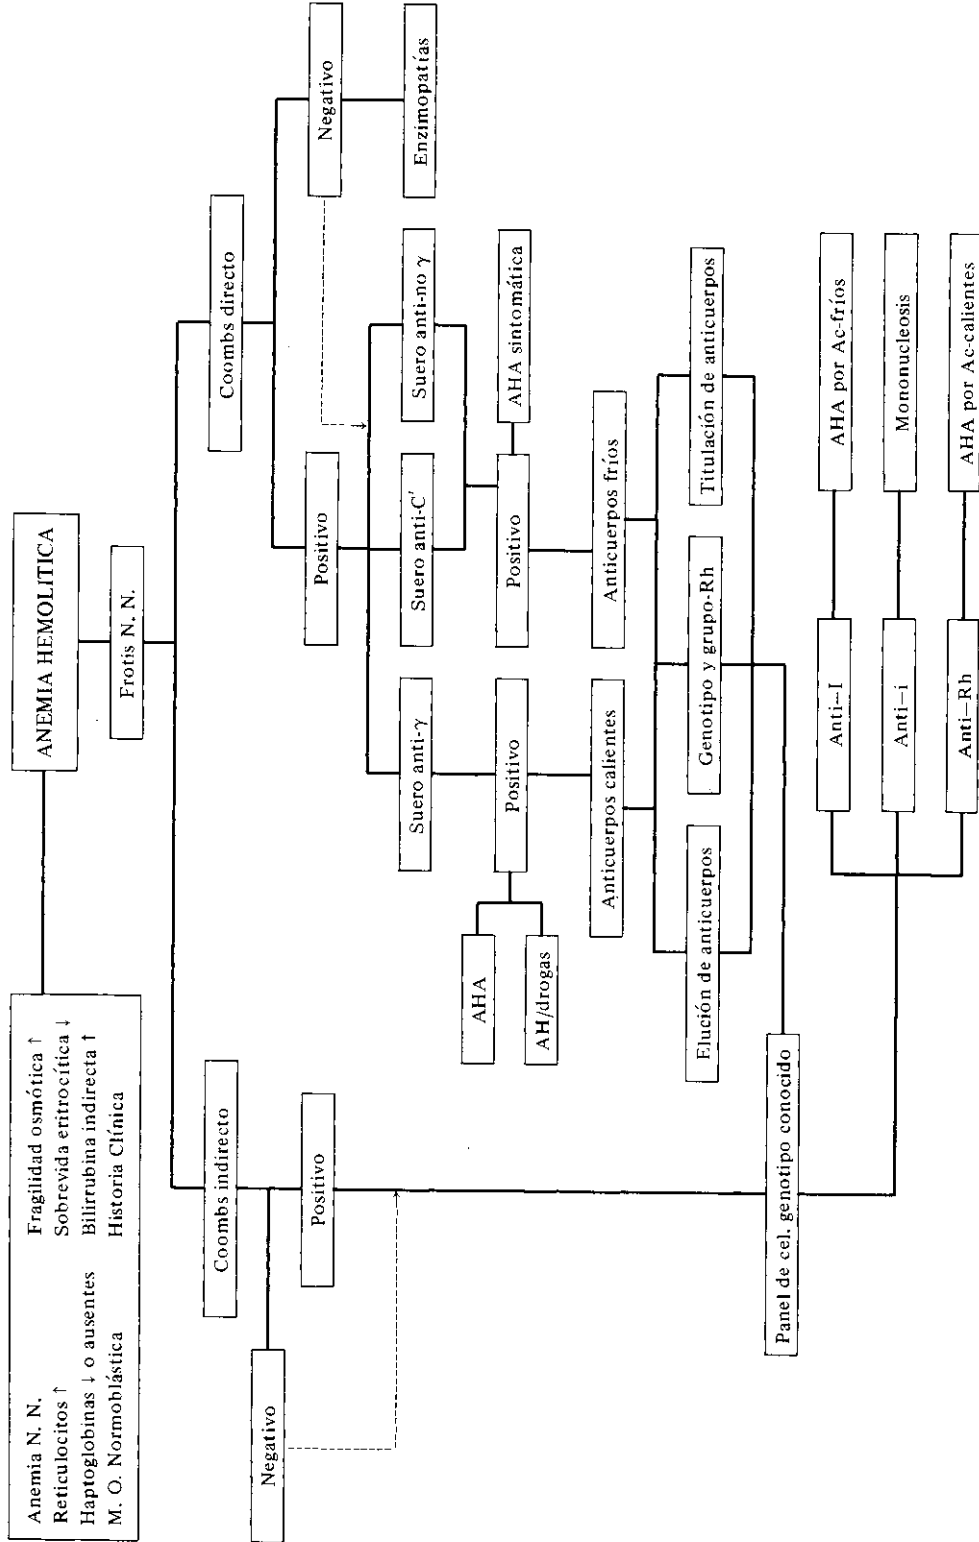 Anemia N. N.
Reticulocitos ↑
Haptoglobinas ↓ o ausentes
M. O. Normoblástica
Fragilidad osmótica ↑
Sobrevida eritrocítica ↓
Bilirrubina indirecta ↑
Historia Clínica
ANEMIA HEMOLITICA
Frotis N. N.
Coombs indirecto
Coombs directo
Negativo
Positivo
Positivo
Negativo
Suero anti-γ
Suero anti-C'
Suero anti-no γ
Enzimopatías
AHA
AH/drogas
Positivo
Positivo
AHA sintomática
Anticuerpos calientes
Anticuerpos fríos
Elución de anticuerpos
Genotipo y grupo-Rh
Titulación de anticuerpos
Panel de cel. genotipo conocido
Anti-I
AHA por Ac-fríos
Anti-i
Mononucleosis
Anti-Rh
AHA por Ac-calientes